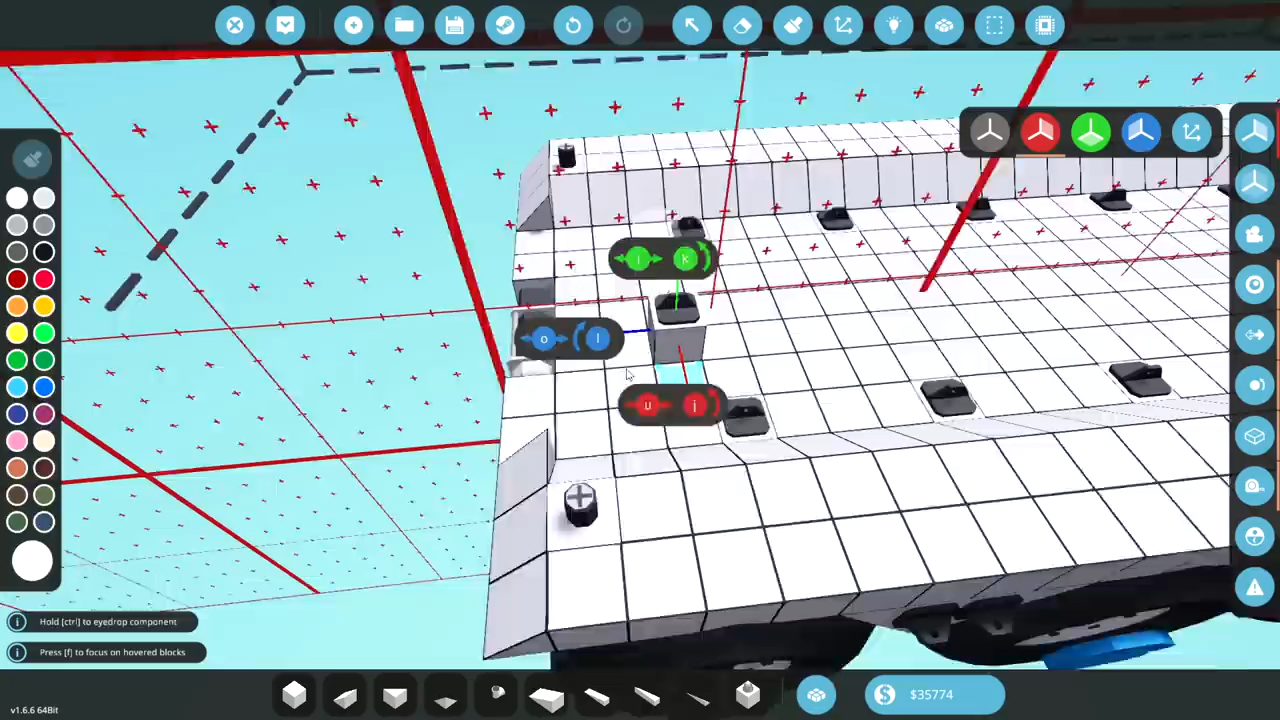 i k
o l
u j
Hold [ctrl] to eyedrop component
Press [f] to focus on hovered blocks
v1.6.6 64Bit
$ $35774